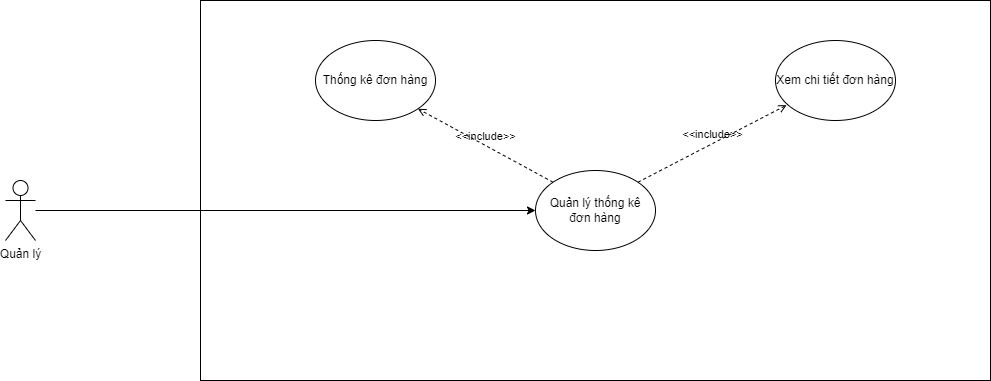 Thống kê đơn hàng
Xem chi tiết đơn hàng
<<include>>
<<include>>
Quản lý thống kê
đơn hàng
Quản lý